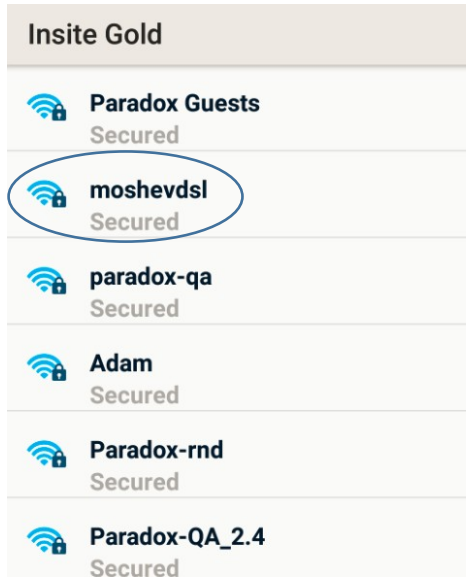 Insite Gold
Paradox Guests
Secured
moshevdsl
Secured
paradox-qa
Secured
Adam
Secured
Paradox-rnd
Secured
Paradox-QA_2.4
Secured